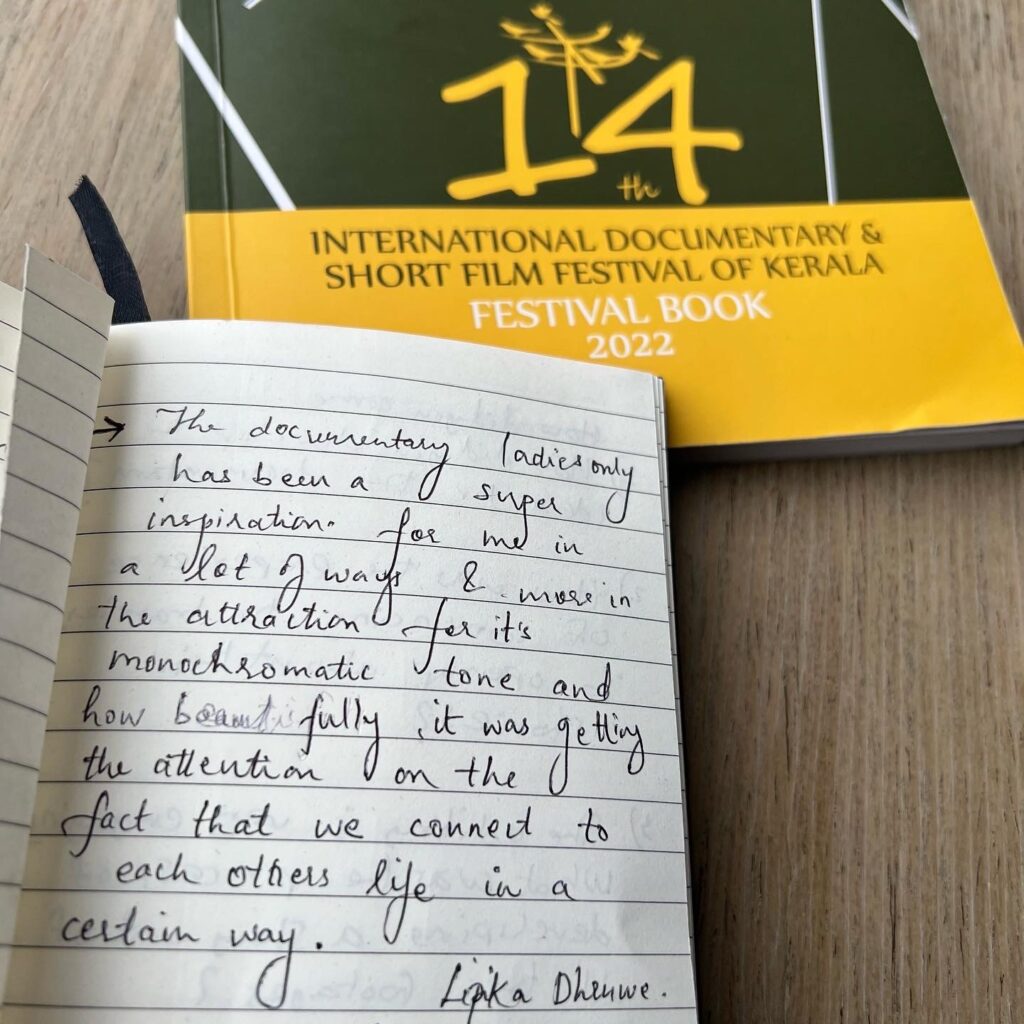 14
th
INTERNATIONAL DOCUMENTARY &
SHORT FILM FESTIVAL OF KERALA
FESTIVAL BOOK
2022
→ The documentary ladies only
has been a super
inspiration. for me in
a lot of ways & more in
the attraction for it's
monochromatic tone and
how beautifully, it was getting
the attention on the
fact that we connect to
each others life in a
certain way.
Lipika Dhruwe.